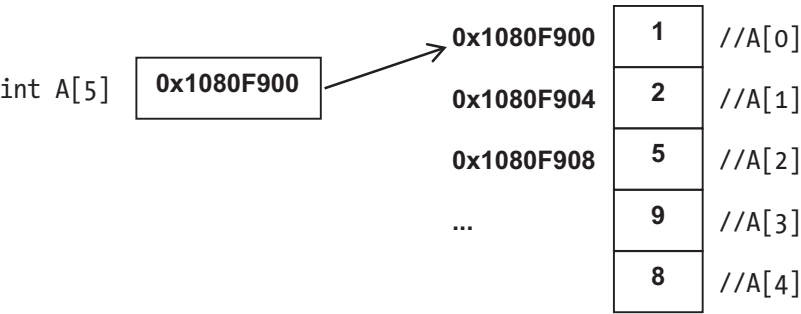 0x1080F900 1 //A[0]
int A[5] 0x1080F900
0x1080F904 2 //A[1]
0x1080F908 5 //A[2]
... 9 //A[3]
8 //A[4]